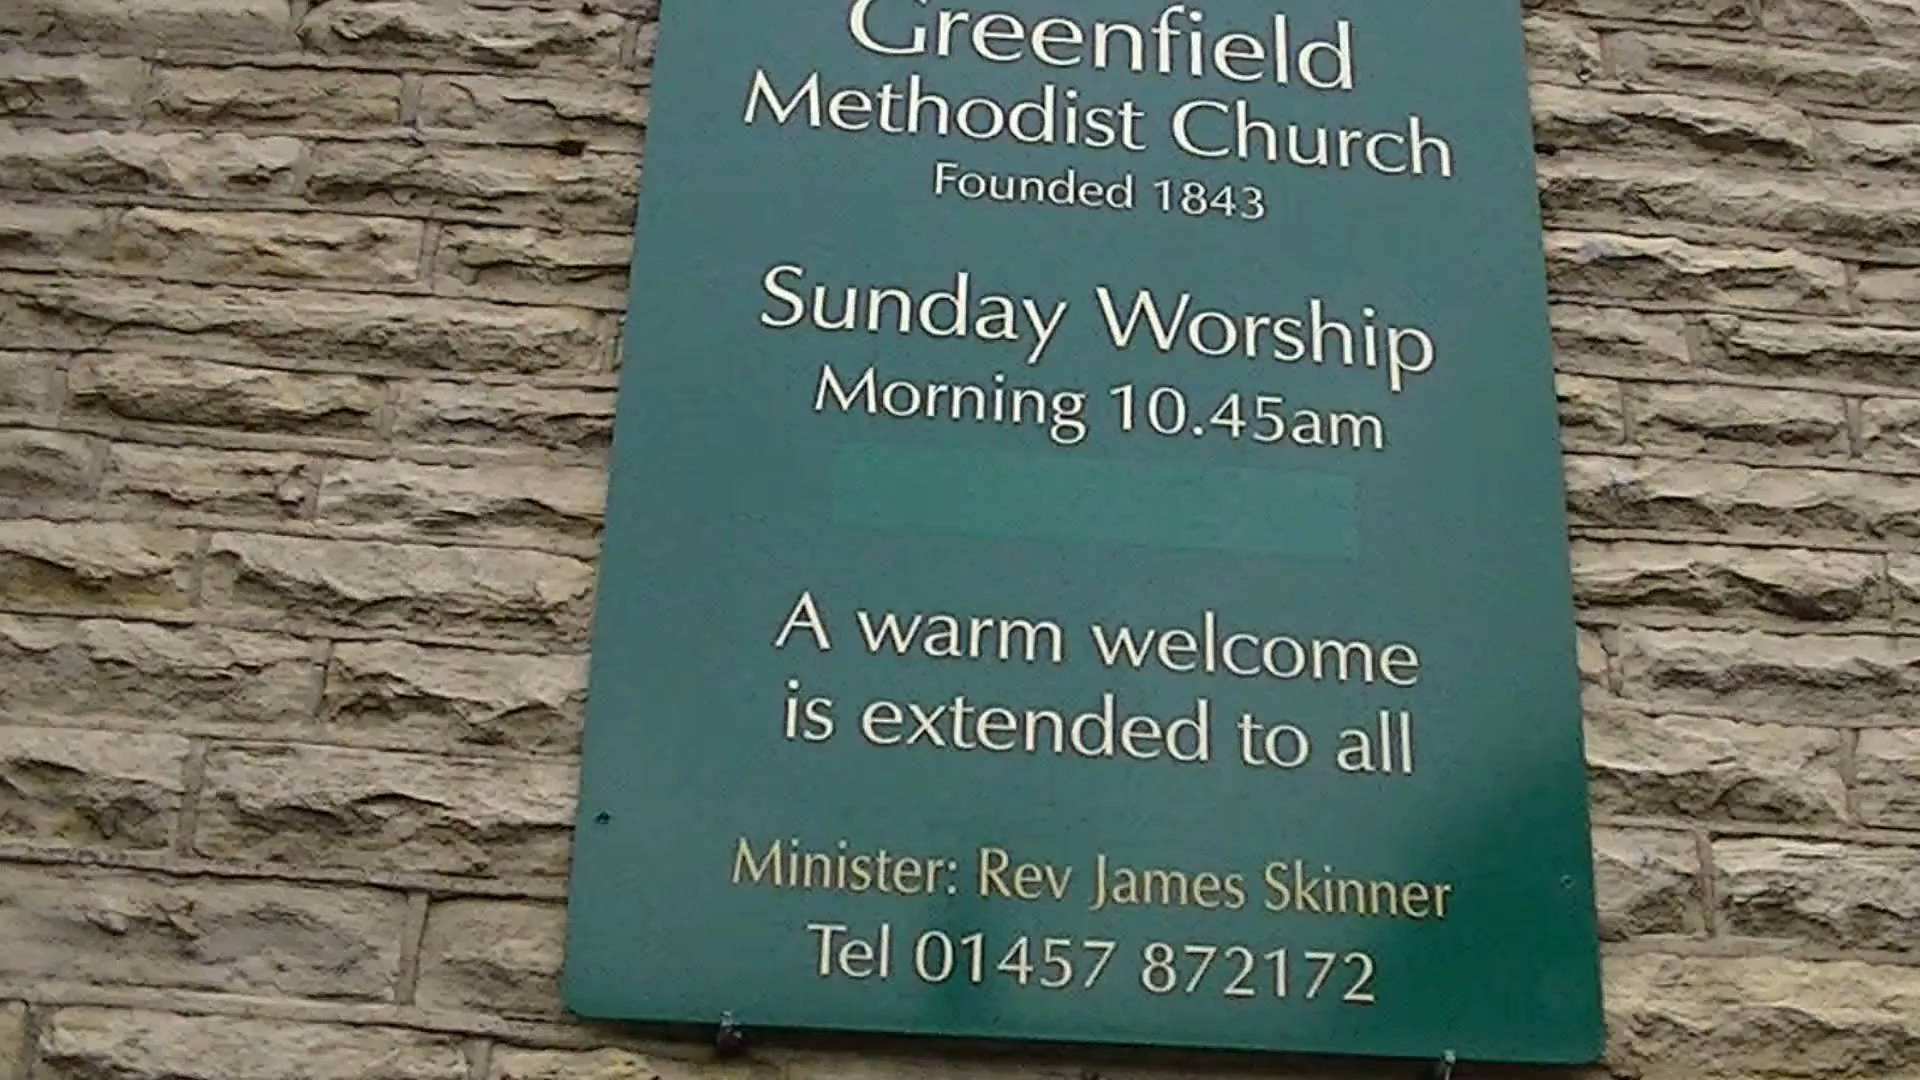 Greenfield
Methodist Church
Founded 1843
Sunday Worship
Morning 10.45am
A warm welcome
is extended to all
Minister: Rev James Skinner
Tel 01457 872172